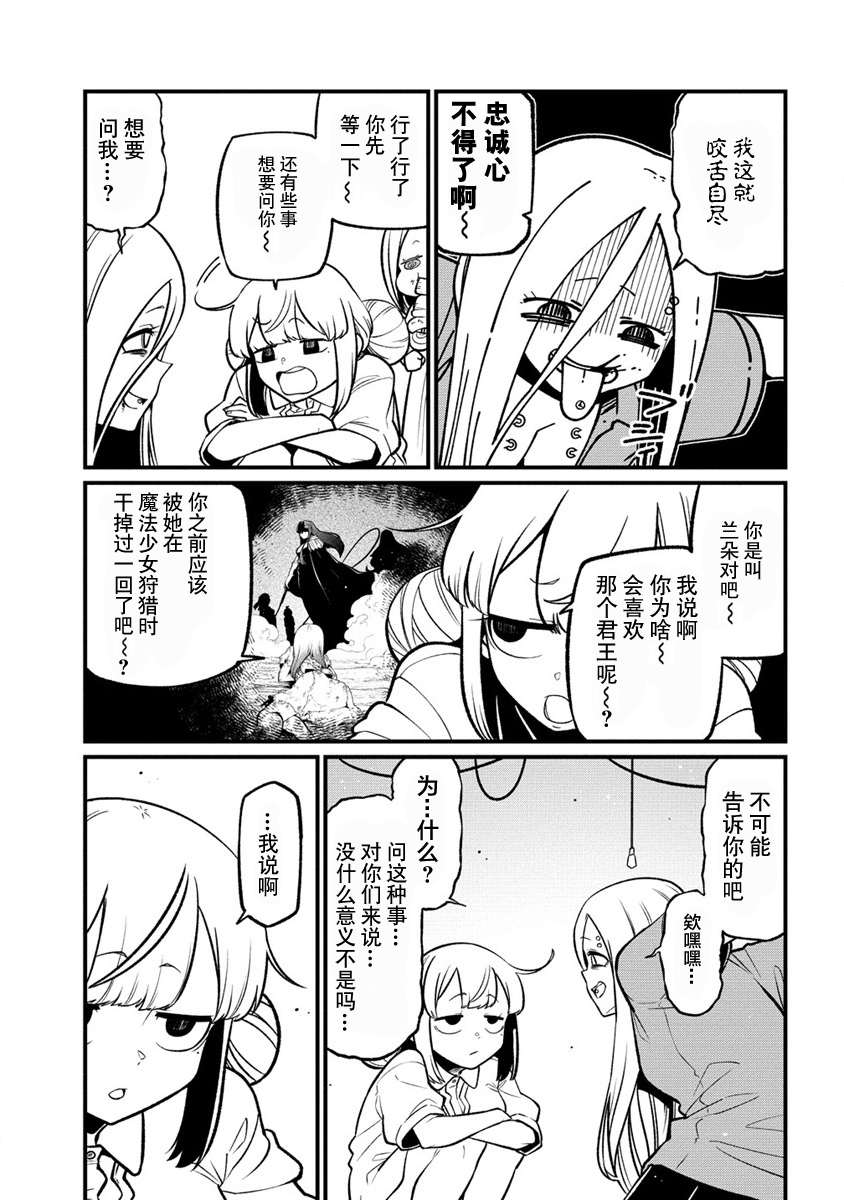 我这就
咬舌自尽
忠诚心
不得了啊
～
ブシィ
行了行了
你先
等一下
～
还有些事
想要问你
～
想要
问我…？
你是叫
兰朵对吧
～
我说啊
你为啥～
会喜欢
那个君王呢～？
你之前应该
被她在
魔法少女狩猎时
干掉过一回了吧～？
不可能
告诉你的吧
欸嘿嘿…
为…什么？
问这种事…
对你们来说…
没什么意义不是吗…
…我说啊